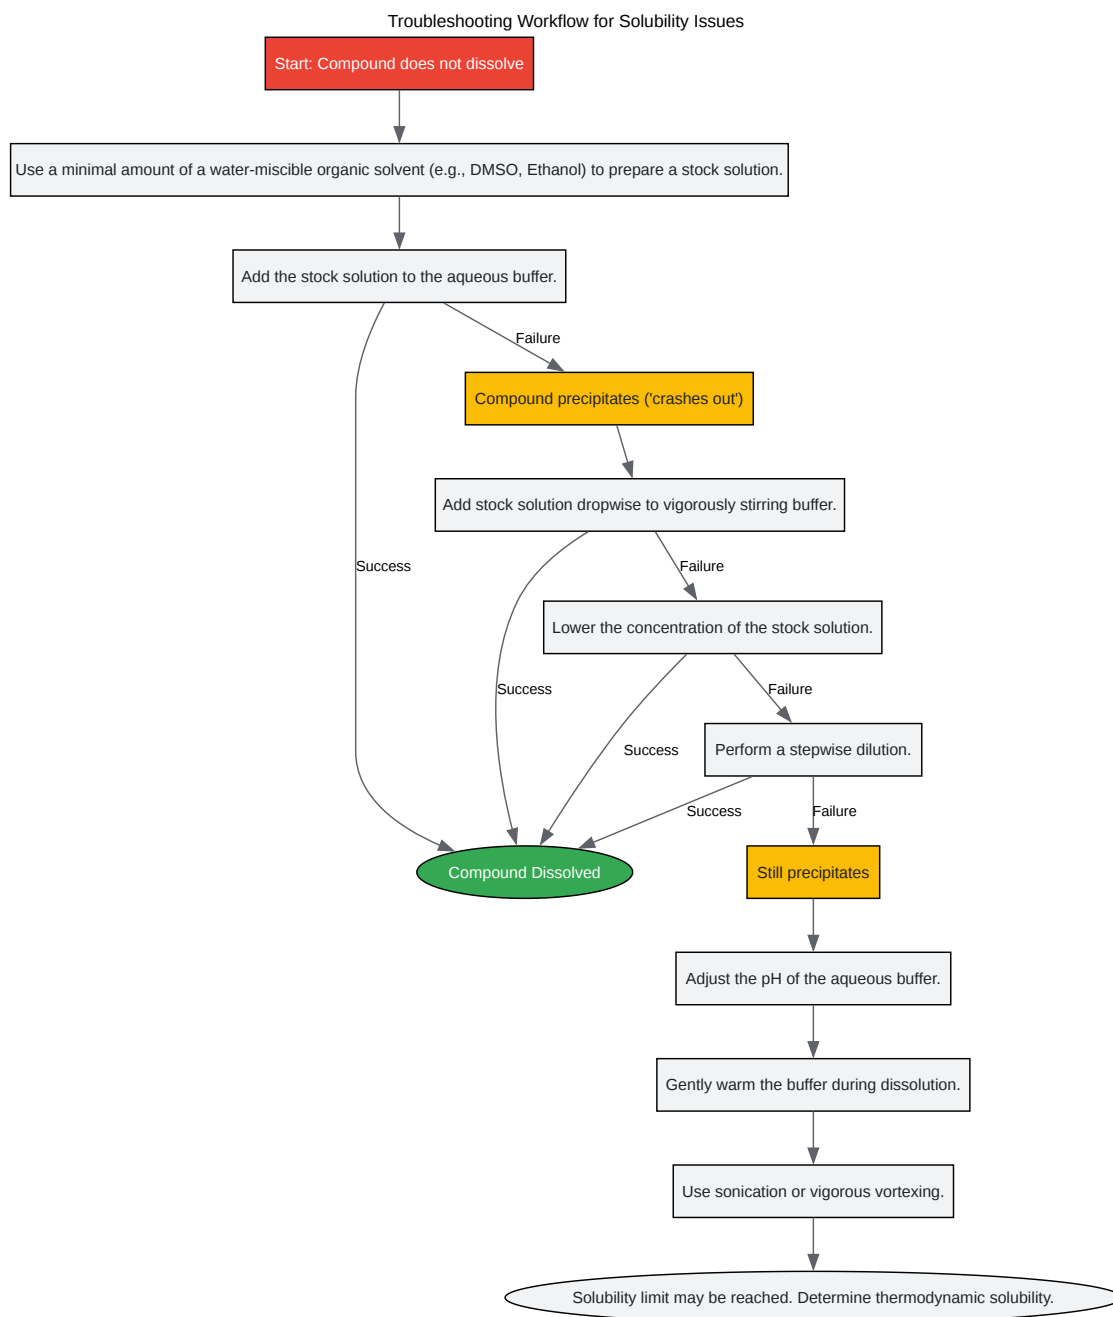 Troubleshooting Workflow for Solubility Issues
Start: Compound does not dissolve
Use a minimal amount of a water-miscible organic solvent (e.g., DMSO, Ethanol) to prepare a stock solution.
Add the stock solution to the aqueous buffer.
Failure
Compound precipitates ('crashes out')
Add stock solution dropwise to vigorously stirring buffer.
Success
Failure
Lower the concentration of the stock solution.
Success
Failure
Perform a stepwise dilution.
Success
Success
Failure
Compound Dissolved
Still precipitates
Adjust the pH of the aqueous buffer.
Gently warm the buffer during dissolution.
Use sonication or vigorous vortexing.
Solubility limit may be reached. Determine thermodynamic solubility.